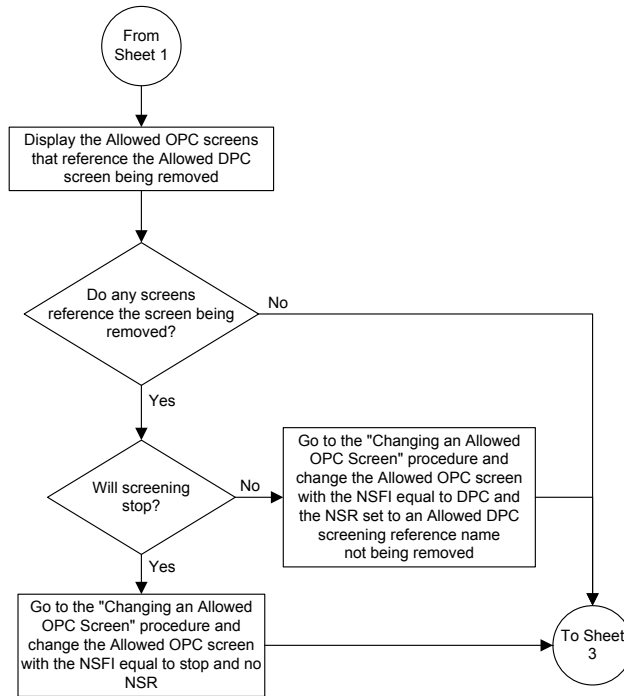 From
Sheet 1
Display the Allowed OPC screens
that reference the Allowed DPC
screen being removed
Do any screens
reference the screen being
removed?
No
Yes
Will screening
stop?
No
Go to the "Changing an Allowed
OPC Screen" procedure and
change the Allowed OPC screen
with the NSFI equal to DPC and
the NSR set to an Allowed DPC
screening reference name
not being removed
Yes
Go to the "Changing an Allowed
OPC Screen" procedure and
change the Allowed OPC screen
with the NSFI equal to stop and no
NSR
To Sheet
3